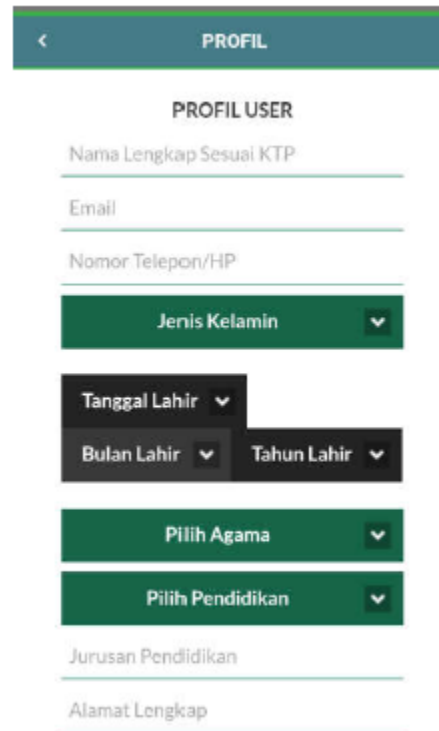 PROFIL
PROFIL USER
Nama Lengkap Sesuai KTP
Email
Nomor Telepon/HP
Jenis Kelamin
Tanggal Lahir
Bulan Lahir Tahun Lahir
Pilih Agama
Pilih Pendidikan
Jurusan Pendidikan
Alamat Lengkap